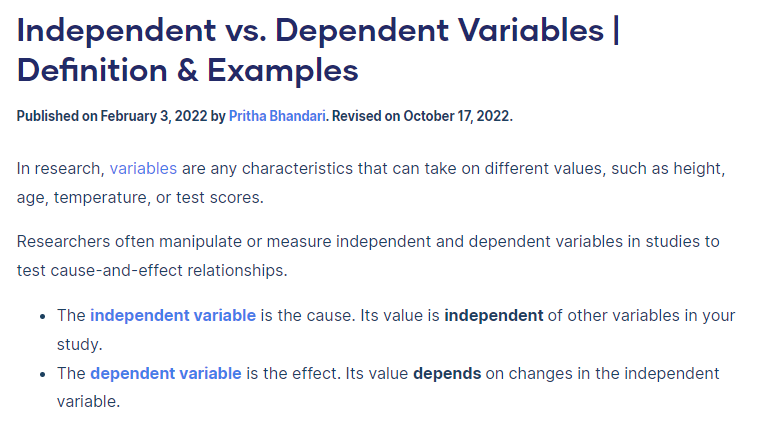 Independent vs. Dependent Variables |
Definition & Examples
Published on February 3, 2022 by Pritha Bhandari. Revised on October 17, 2022.
In research, variables are any characteristics that can take on different values, such as height,
age, temperature, or test scores.
Researchers often manipulate or measure independent and dependent variables in studies to
test cause-and-effect relationships.
• The independent variable is the cause. Its value is independent of other variables in your
study.
• The dependent variable is the effect. Its value depends on changes in the independent
variable.